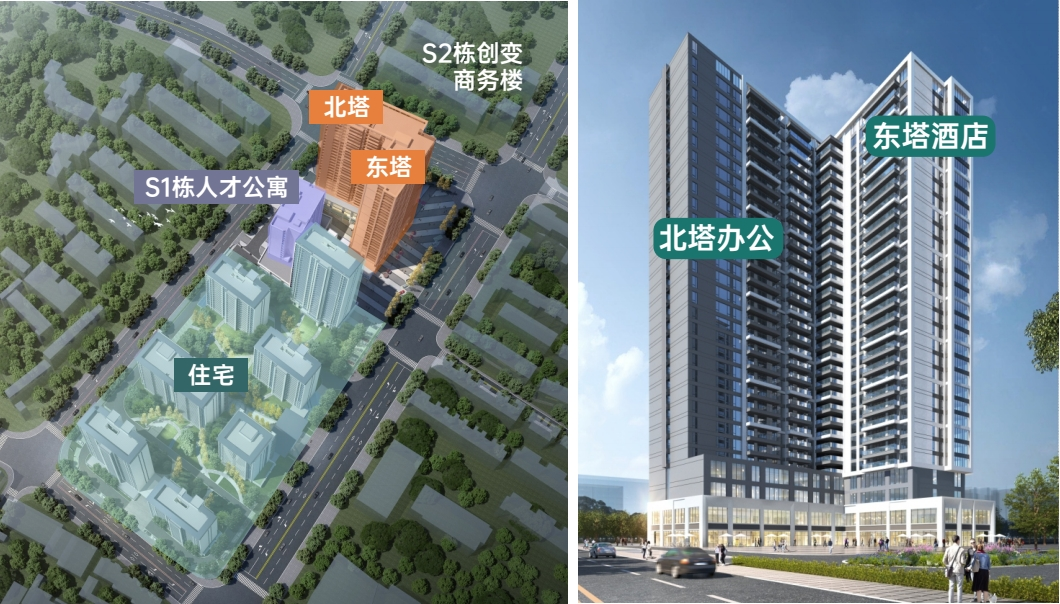 S2栋创变
商务楼
北塔
东塔
S1栋人才公寓
住宅
东塔酒店
北塔办公